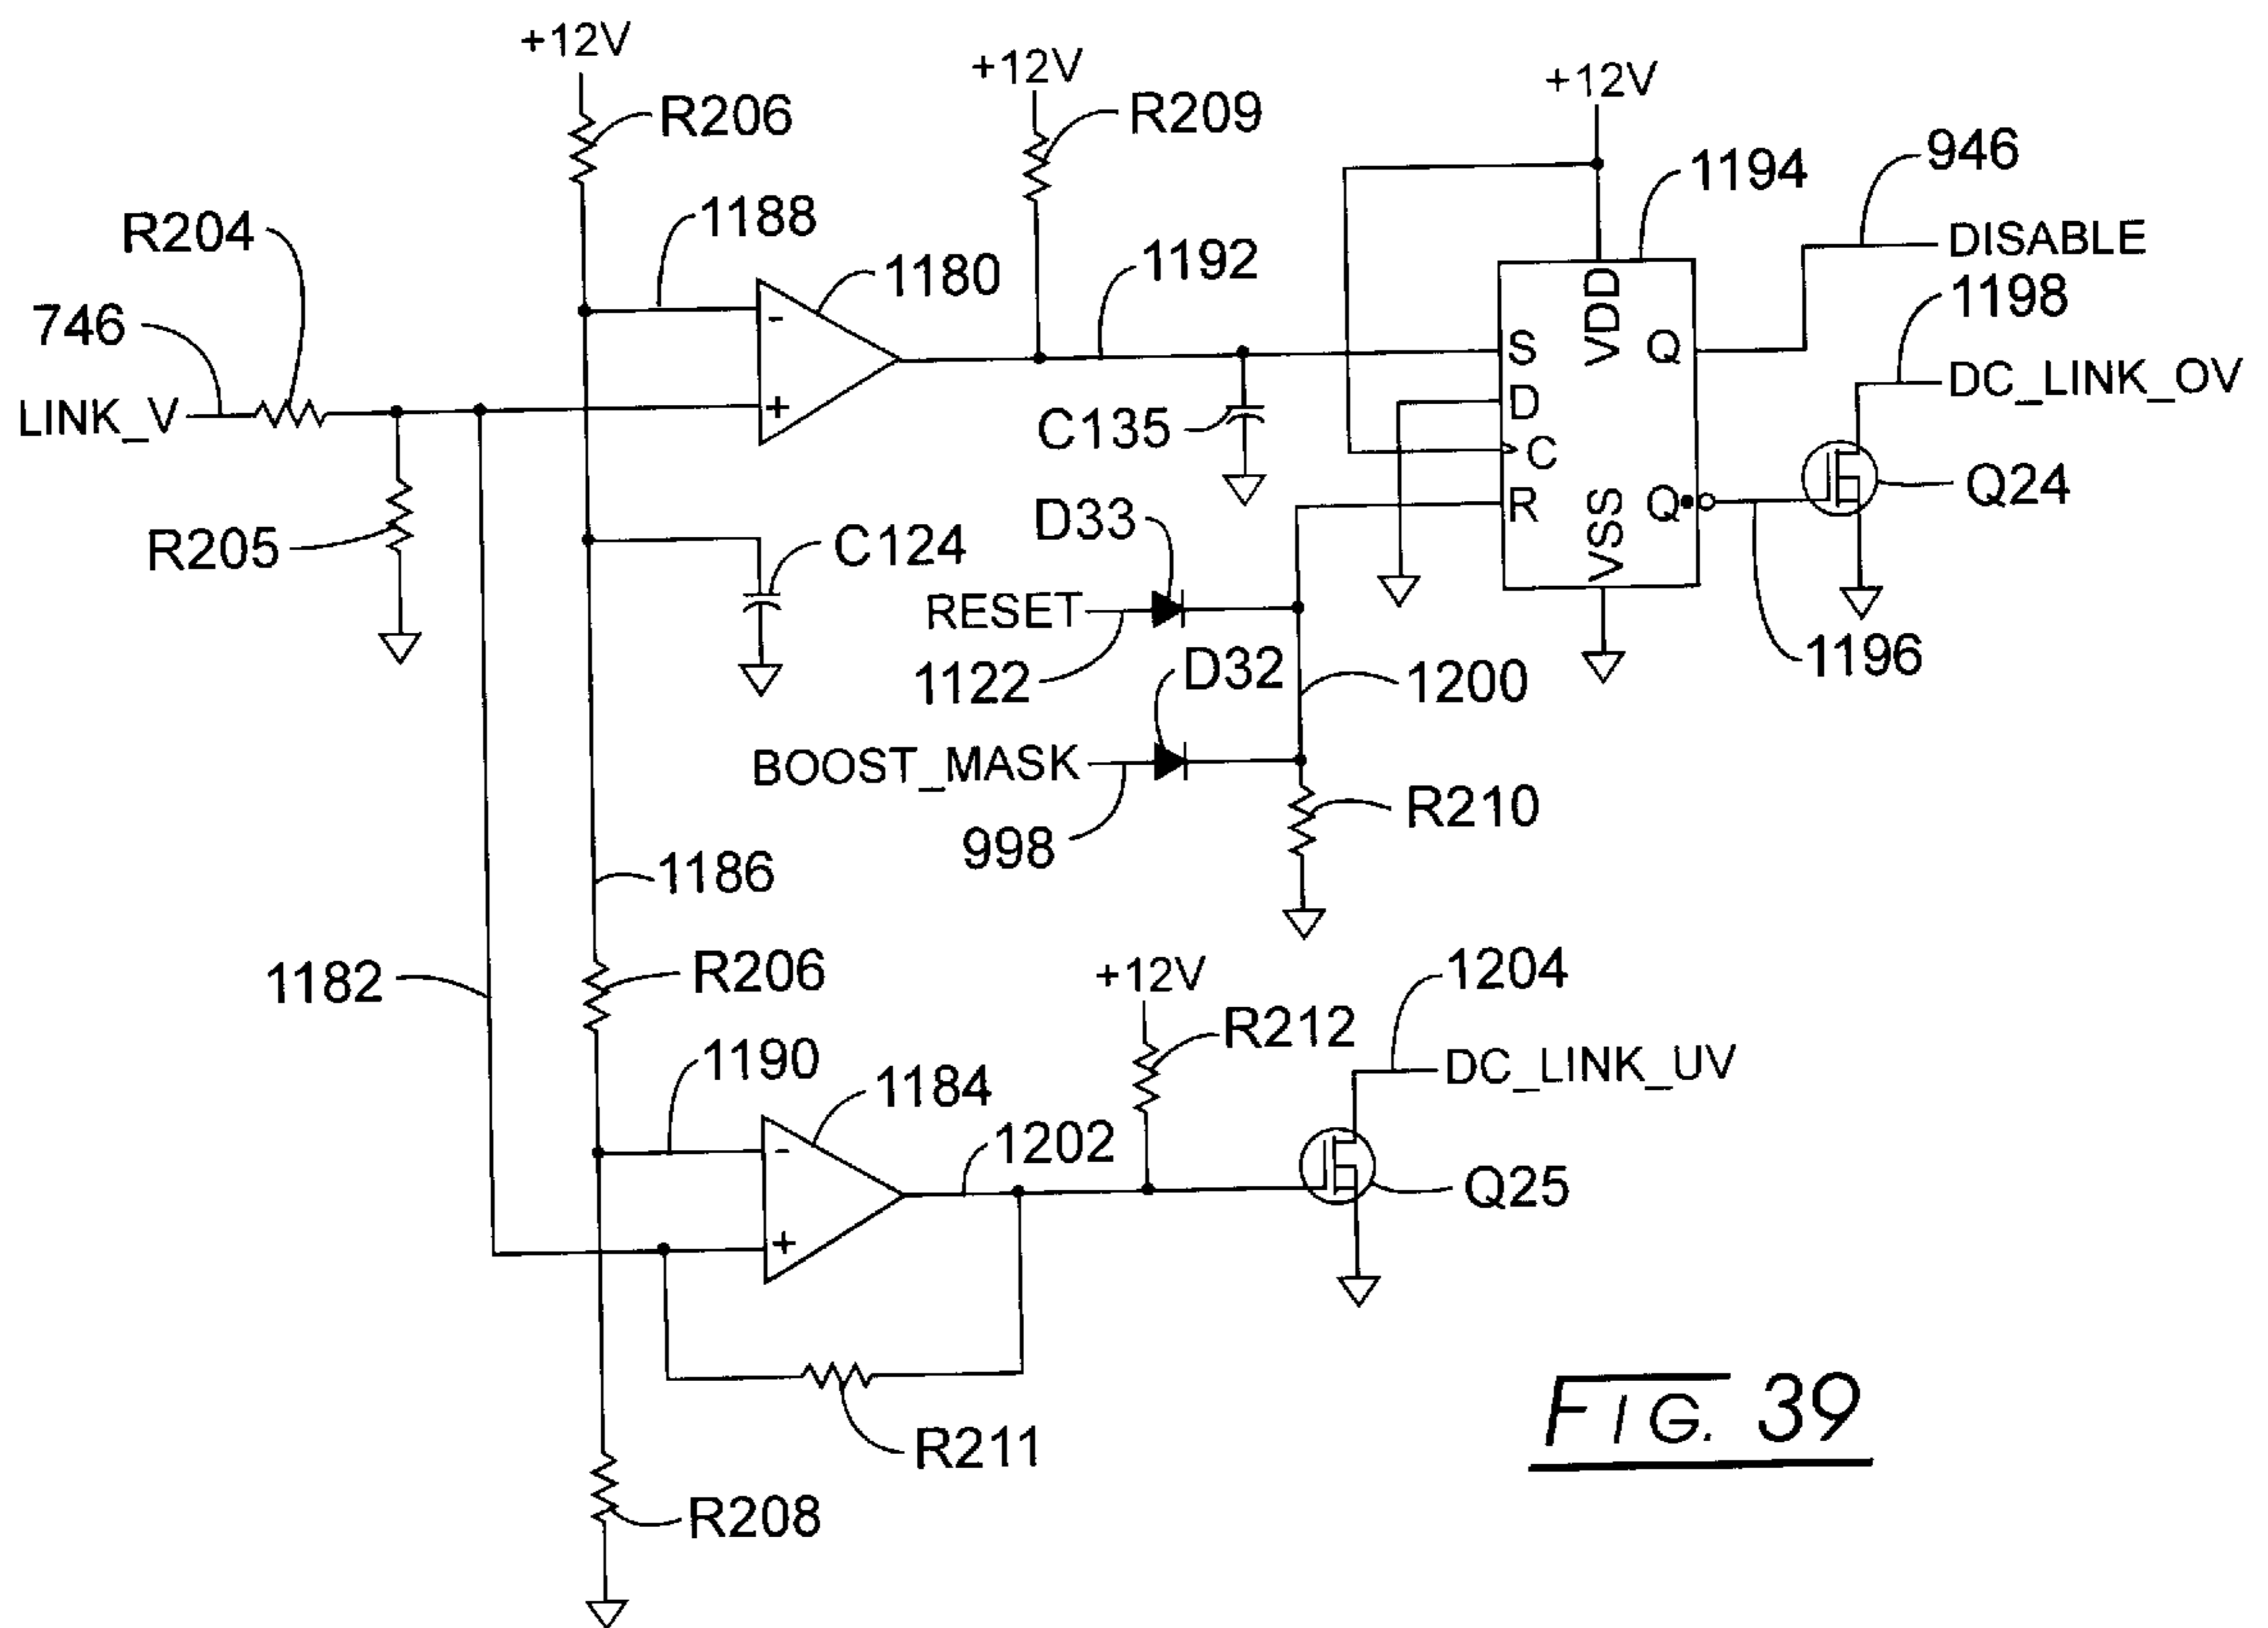 +12V
+12V
+12V
R206
R209
946
1194
1188
DISABLE
R204
1192
1180
1198
746
VDD
S
Q
LINK_V
-
+
DC_LINK_OV
D
C135
C
Q24
R
Q
D33
VSS
R205
C124
RESET
1196
1122
D32
1200
BOOST_MASK
R210
998
1186
1182
R206
+12V
1204
R212
1190
DC_LINK_UV
1184
1202
-
Q25
+
R211
FIG. 39
R208